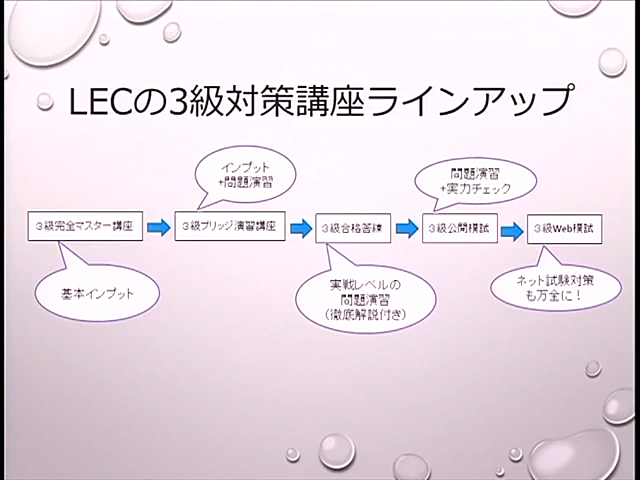 LECの3級対策講座ラインアップ
インプット
+問題演習
問題演習
+実力チェック
３級完全マスター講座
３級ブリッジ演習講座
３級合格答練
３級公開模試
３級Web模試
基本インプット
実戦レベルの
問題演習
（徹底解説付き）
ネット試験対策
も万全に！